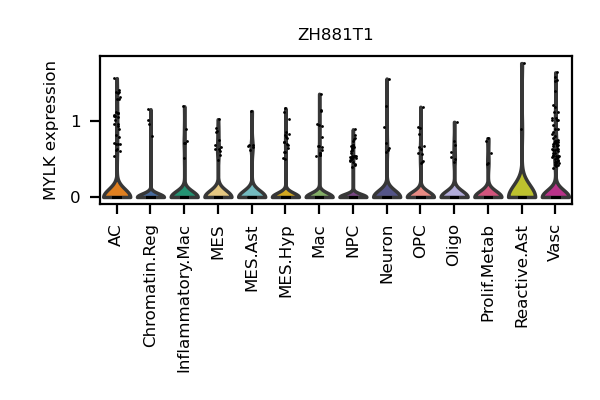 ZH881T1
MYLK expression
1
0
AC
Chromatin.Reg
Inflammatory.Mac
MES
MES.Ast
MES.Hyp
Mac
NPC
Neuron
OPC
Oligo
Prolif.Metab
Reactive.Ast
Vasc